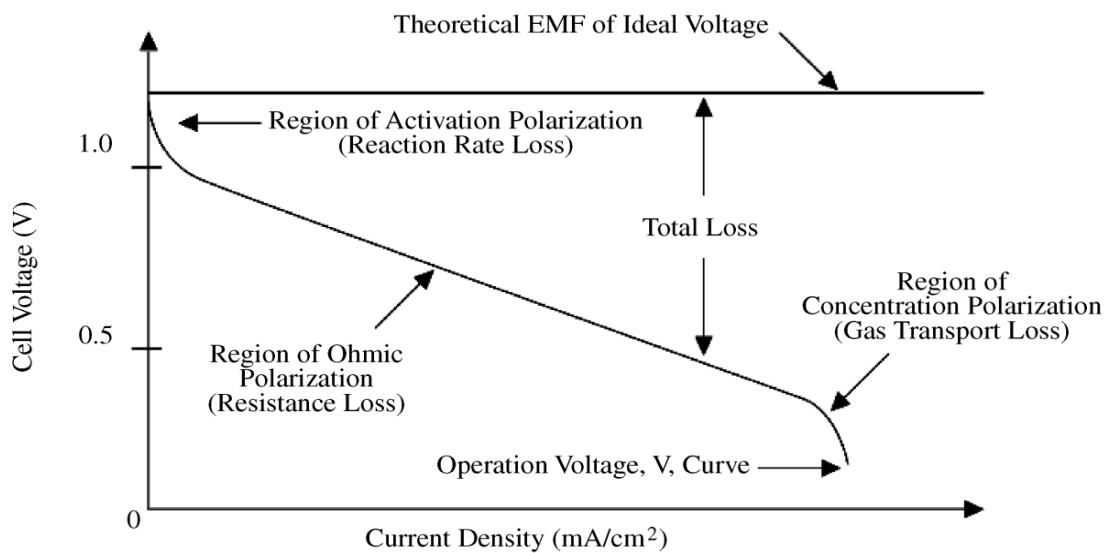 Theoretical EMF of Ideal Voltage
Region of Activation Polarization
(Reaction Rate Loss)
1.0
Total Loss
Cell Voltage (V)
Region of
Concentration Polarization
(Gas Transport Loss)
0.5
Region of Ohmic
Polarization
(Resistance Loss)
Operation Voltage, V, Curve
0
Current Density (mA/cm²)